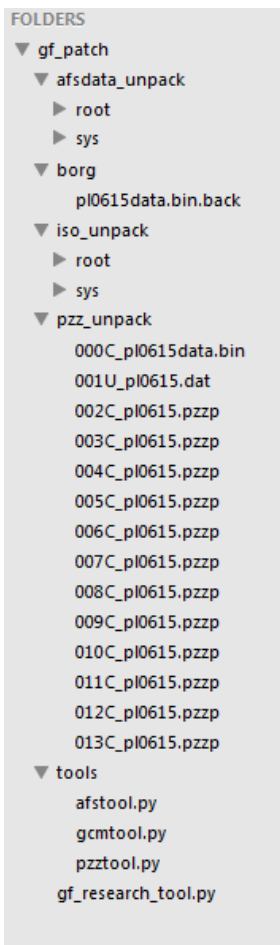 FOLDERS
gf_patch
afsdata_unpack
root
sys
borg
pl0615data.bin.back
iso_unpack
root
sys
pzz_unpack
000C_pl0615data.bin
001U_pl0615.dat
002C_pl0615.pzzp
003C_pl0615.pzzp
004C_pl0615.pzzp
005C_pl0615.pzzp
006C_pl0615.pzzp
007C_pl0615.pzzp
008C_pl0615.pzzp
009C_pl0615.pzzp
010C_pl0615.pzzp
011C_pl0615.pzzp
012C_pl0615.pzzp
013C_pl0615.pzzp
tools
afstool.py
gcmtool.py
pzztool.py
gf_research_tool.py